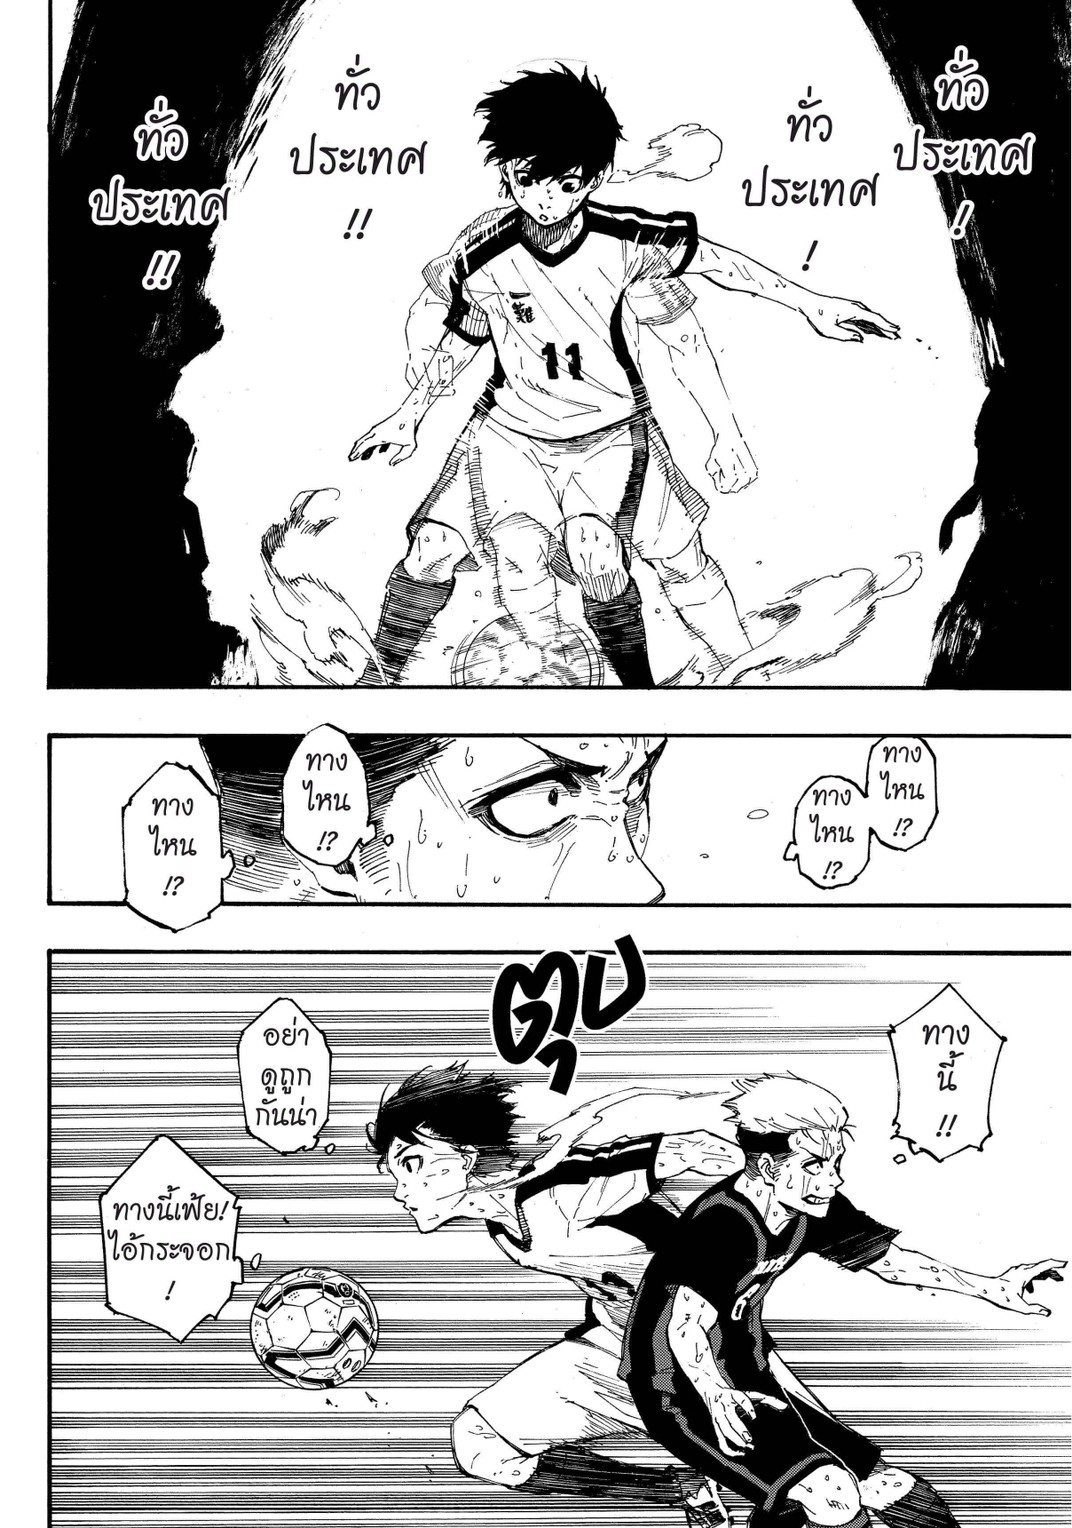 ทั่ว
ประเทศ
!
ทั่ว
ประเทศ
!
ทั่ว
ประเทศ
!!
ทั่ว
ประเทศ
!!
難
11
ทาง
ไหน
!?
ทาง
ไหน
!?
ทาง
ไหน
!?
ทาง
ไหน
!?
ตุบ
ทาง
นี้
!!
อย่า
ดูถูก
กันน่า
ทางนี้เฟ้ย!
ไอ้กระจอก
!